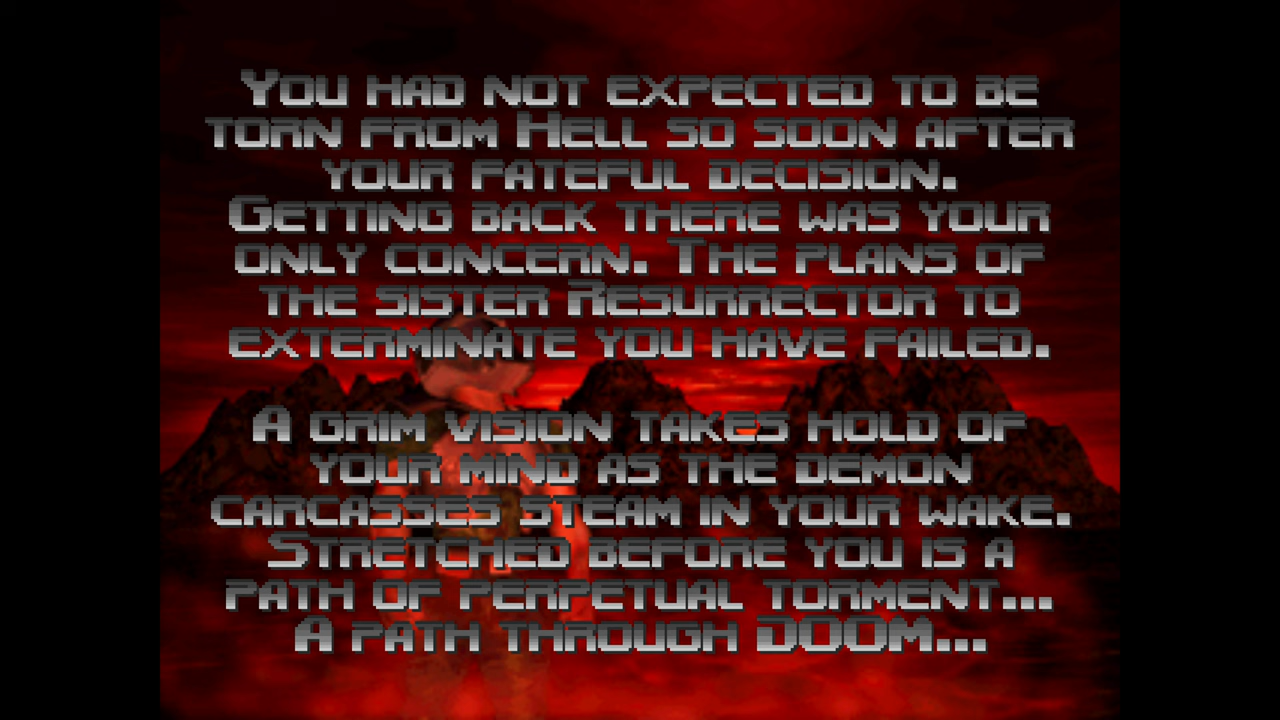 You had not expected to be
torn from Hell so soon after
your fateful decision.
Getting back there was your
only concern. The plans of
the sister Resurrector to
exterminate you have failed.
A grim vision takes hold of
your mind as the demon
carcasses steam in your wake.
Stretched before you is a
path of perpetual torment...
A path through DOOM...